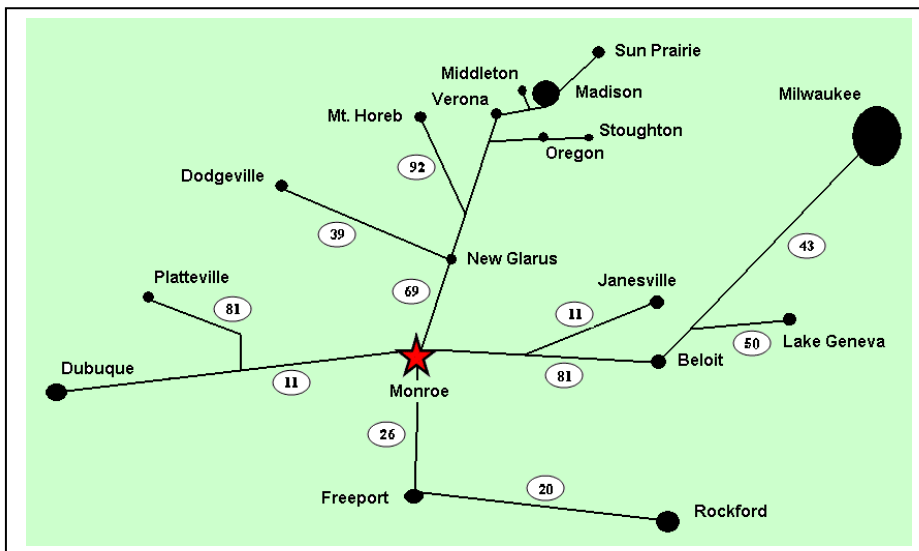 Sun Prairie
Middleton
Madison
Milwaukee
Verona
Mt. Horeb
Stoughton
Oregon
92
Dodgeville
39
43
New Glarus
Platteville
Janesville
69
81
11
50
Lake Geneva
Dubuque
Beloit
11
81
Monroe
26
20
Freeport
Rockford